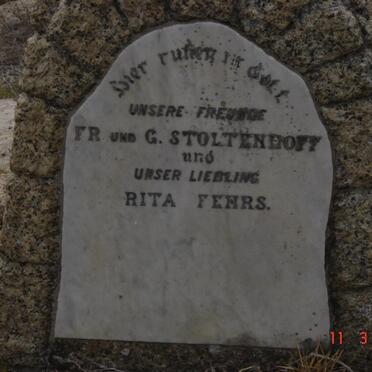 Hier ruhen in Gott
UNSERE FREUNDE
FR UND G. STOLTENHOFF
und
UNSER LIEBLING
RITA FEHRS.
11 3